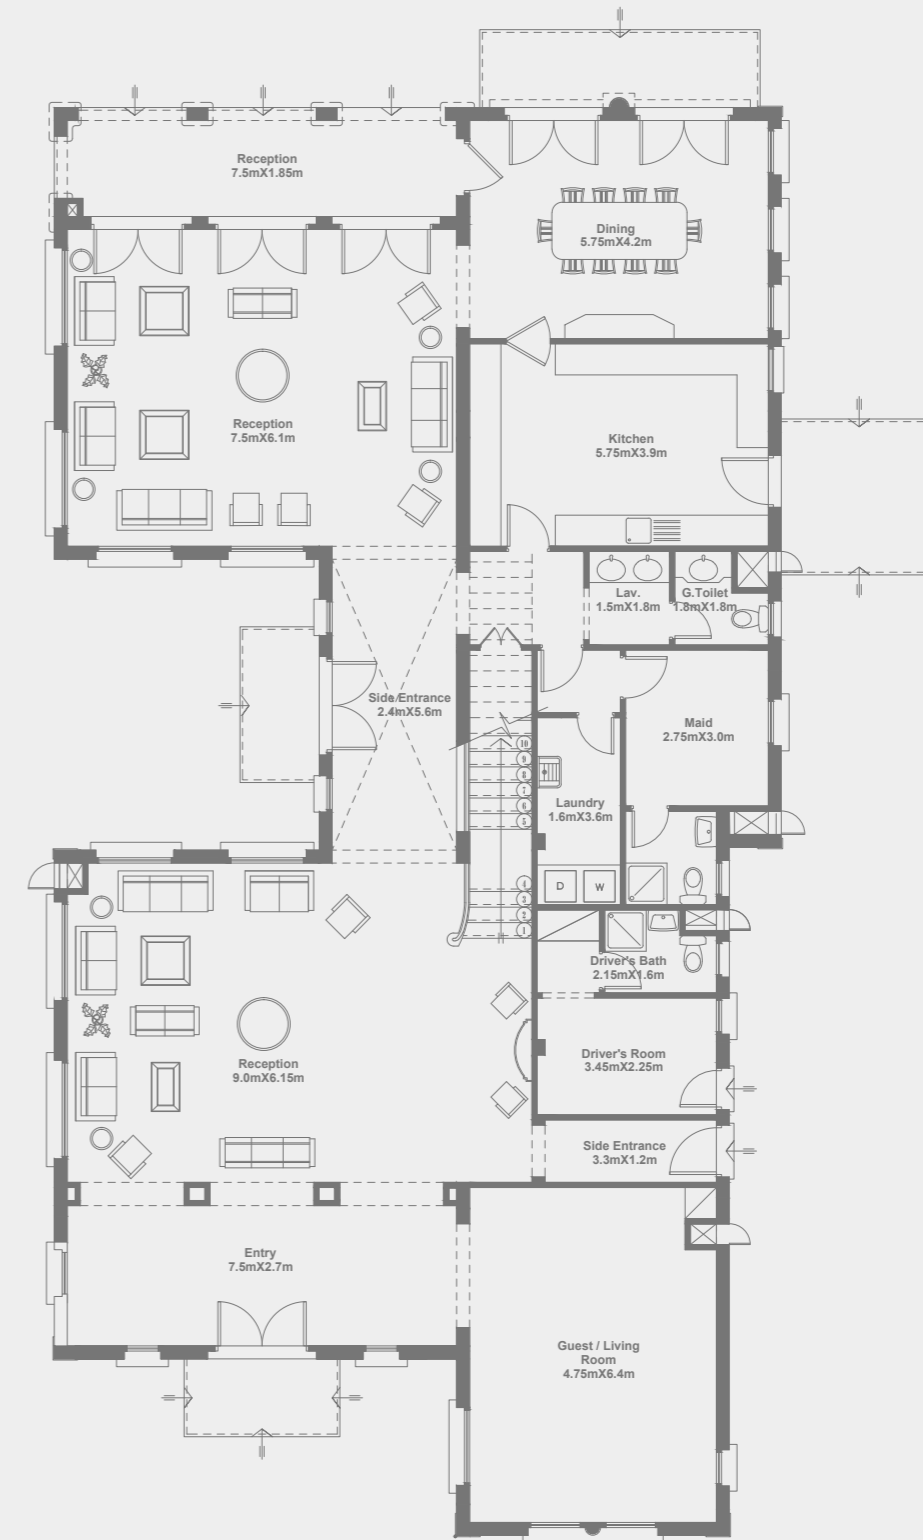 Reception
7.5mX1.85m
Dining
5.75mX4.2m
Reception
7.5mX6.1m
Kitchen
5.75mX3.9m
Lav.
1.5mX1.8m
G.Toilet
1.8mX1.8m
Side Entrance
2.4mX5.6m
Maid
2.75mX3.0m
10
9
8
7
6
5
Laundry
1.6mX3.6m
D
W
4
3
2
1
Driver's Bath
2.15mX1.6m
Driver's Room
3.45mX2.25m
Reception
9.0mX6.15m
Side Entrance
3.3mX1.2m
Entry
7.5mX2.7m
Guest / Living
Room
4.75mX6.4m